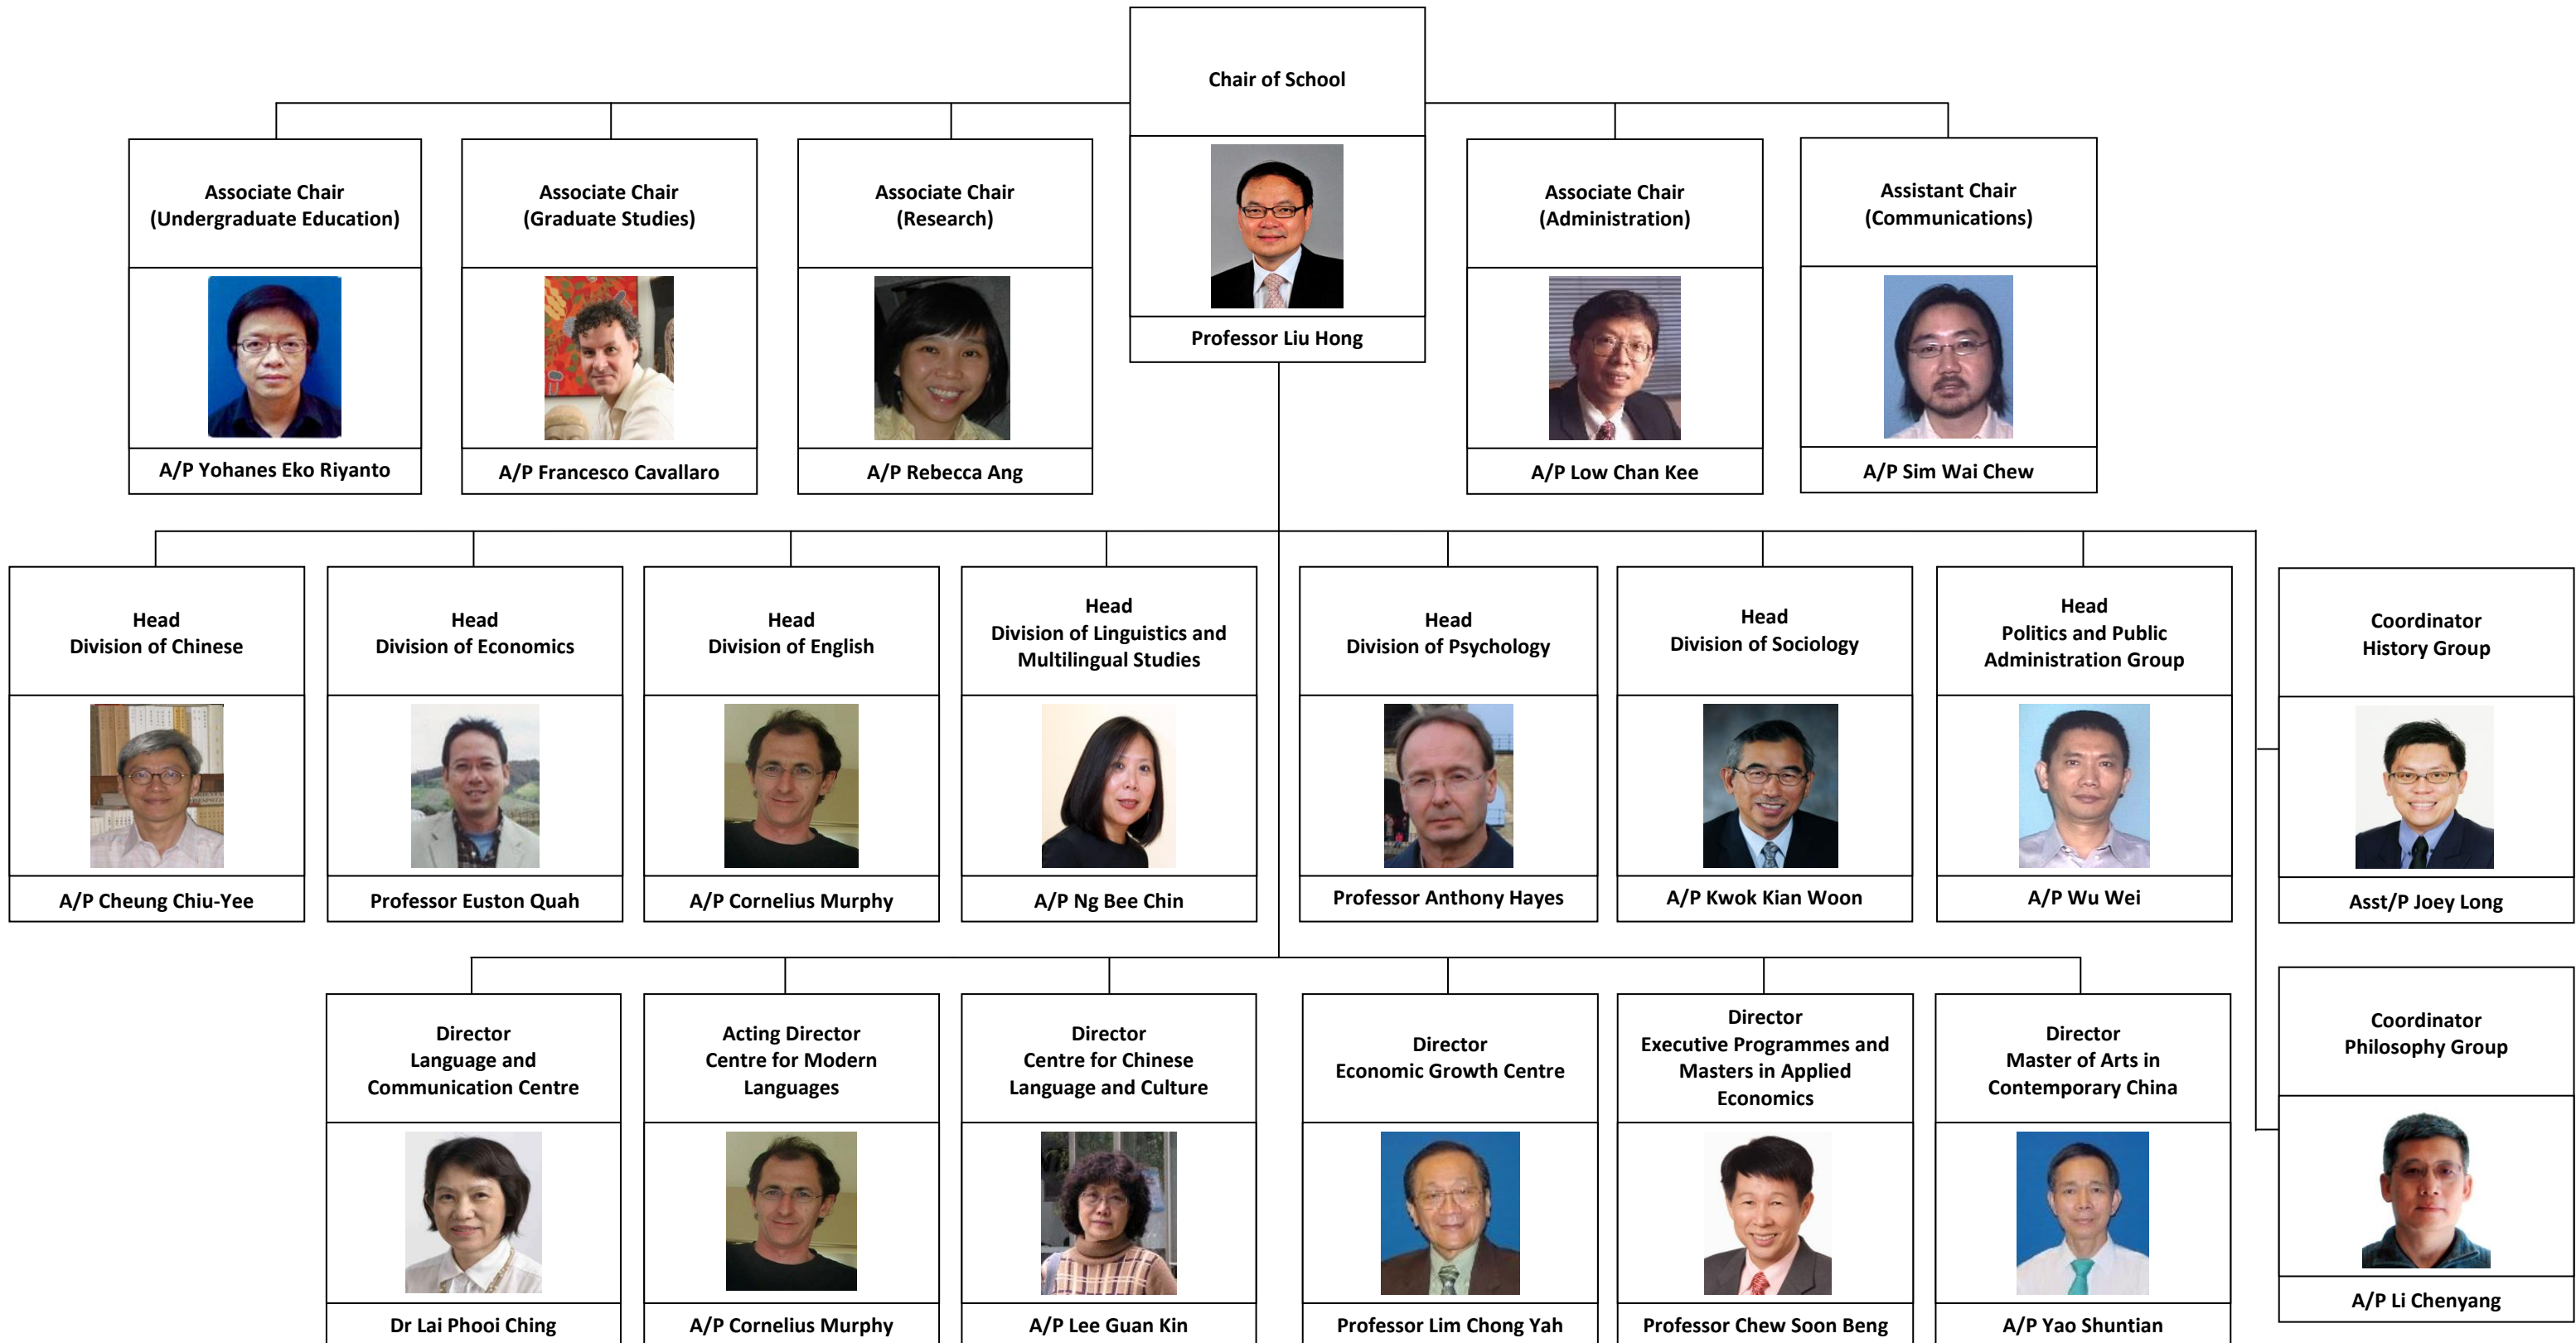 Chair of School
Professor Liu Hong
Associate Chair
(Undergraduate Education)
A/P Yohanes Eko Riyanto
Associate Chair
(Graduate Studies)
A/P Francesco Cavallaro
Associate Chair
(Research)
A/P Rebecca Ang
Associate Chair
(Administration)
A/P Low Chan Kee
Assistant Chair
(Communications)
A/P Sim Wai Chew
Head
Division of Chinese
A/P Cheung Chiu-Yee
Head
Division of Economics
Professor Euston Quah
Head
Division of English
A/P Cornelius Murphy
Head
Division of Linguistics and
Multilingual Studies
A/P Ng Bee Chin
Head
Division of Psychology
Professor Anthony Hayes
Head
Division of Sociology
A/P Kwok Kian Woon
Head
Politics and Public
Administration Group
A/P Wu Wei
Coordinator
History Group
Asst/P Joey Long
Director
Language and
Communication Centre
Dr Lai Phooi Ching
Acting Director
Centre for Modern
Languages
A/P Cornelius Murphy
Director
Centre for Chinese
Language and Culture
A/P Lee Guan Kin
Director
Economic Growth Centre
Professor Lim Chong Yah
Director
Executive Programmes and
Masters in Applied
Economics
Professor Chew Soon Beng
Director
Master of Arts in
Contemporary China
A/P Yao Shuntian
Coordinator
Philosophy Group
A/P Li Chenyang